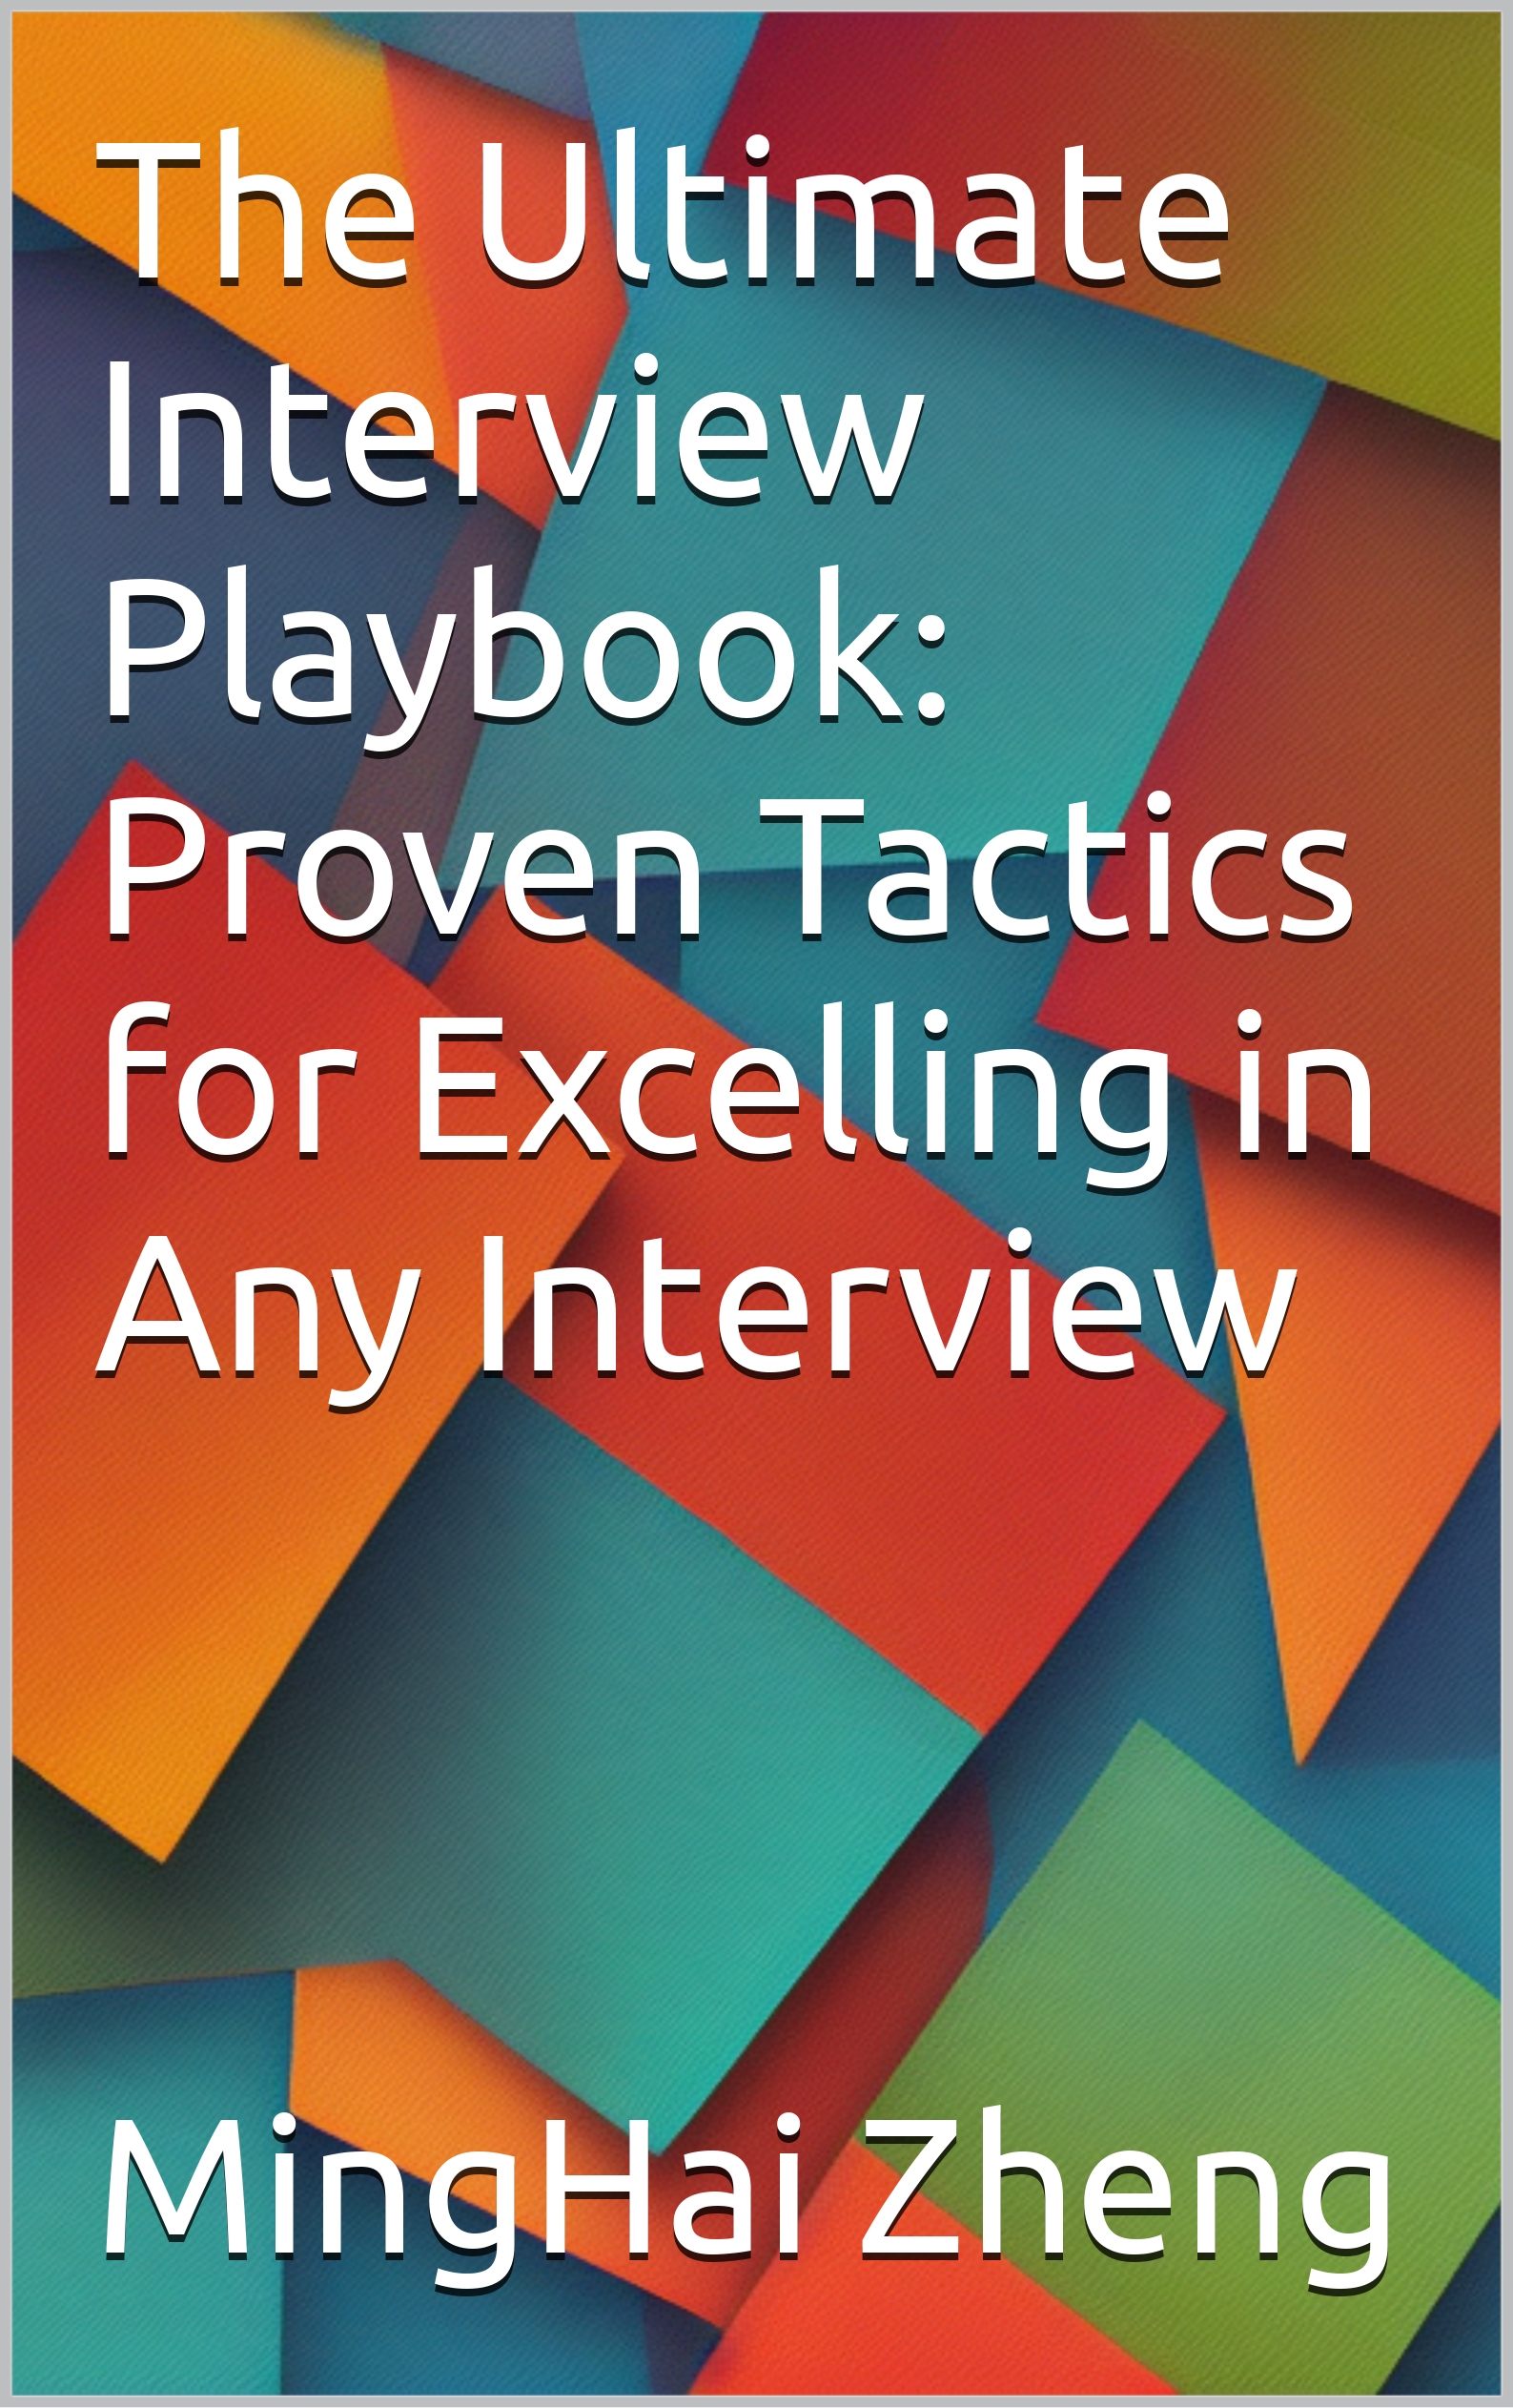 The Ultimate
Interview
Playbook:
Proven Tactics
for Excelling in
Any Interview
MingHai Zheng